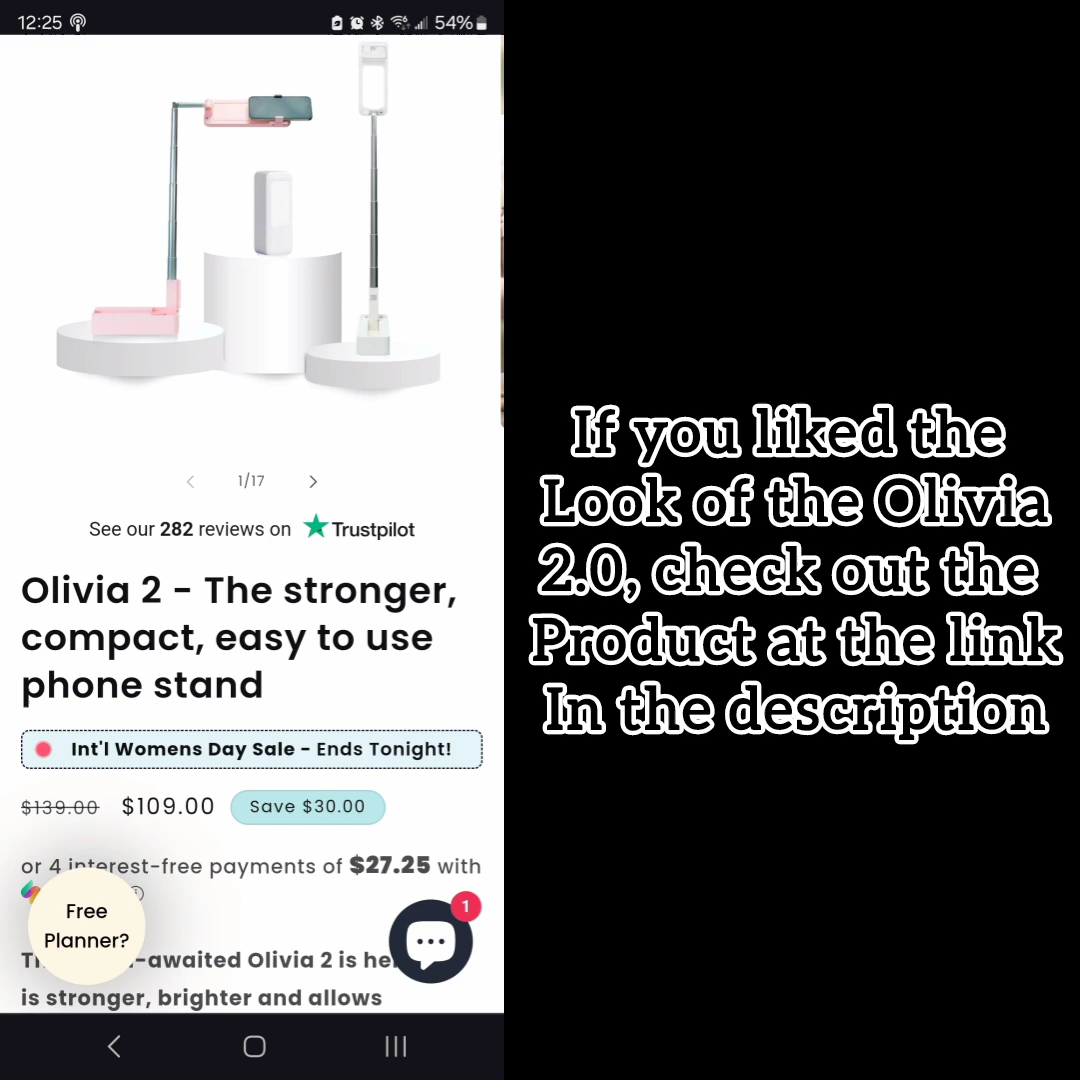 12:25
54%
1/17
See our 282 reviews on Trustpilot
Olivia 2 - The stronger,
compact, easy to use
phone stand
Int'l Womens Day Sale - Ends Tonight!
$139.00 $109.00 Save $30.00
or 4 interest-free payments of $27.25 with
Free
Planner?
1
-awaited Olivia 2 is
is stronger, brighter and allows
If you liked the
Look of the Olivia
2.0, check out the
Product at the link
In the description